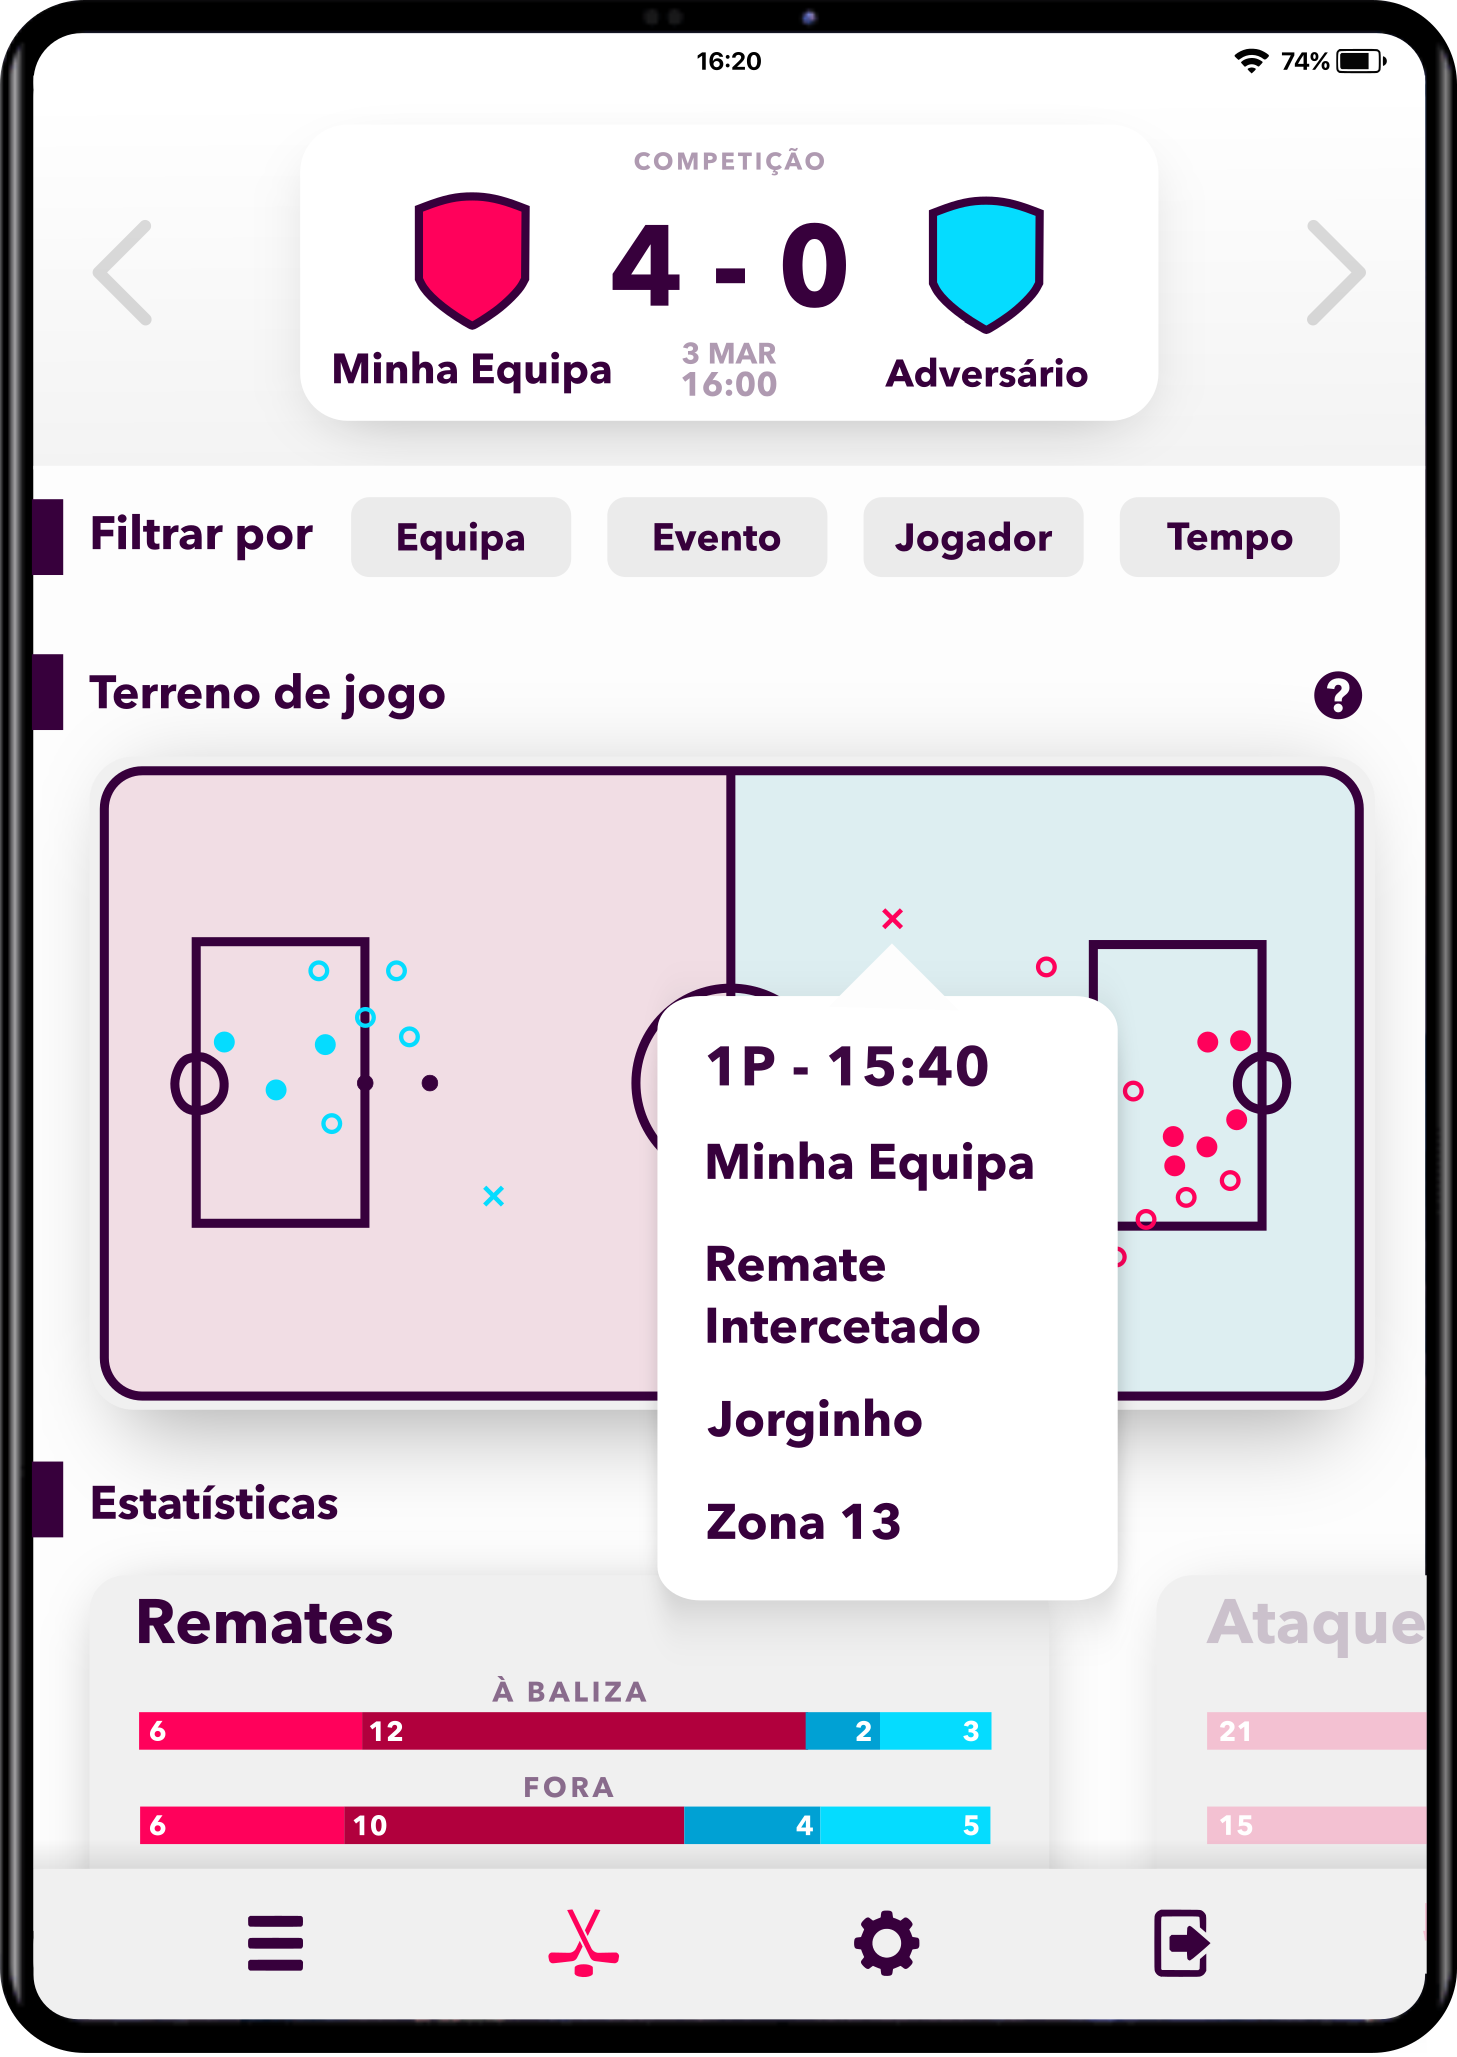 16:20
74%
COMPETIÇÃO
4 - 0
Minha Equipa
3 MAR
16:00
Adversário
Filtrar por
Equipa
Evento
Jogador
Tempo
Terreno de jogo
?
1P - 15:40
Minha Equipa
Remate
Intercetado
Jorginho
Zona 13
Estatísticas
Remates
À BALIZA
6 12 2 3
FORA
6 10 4 5
Ataque
21
15